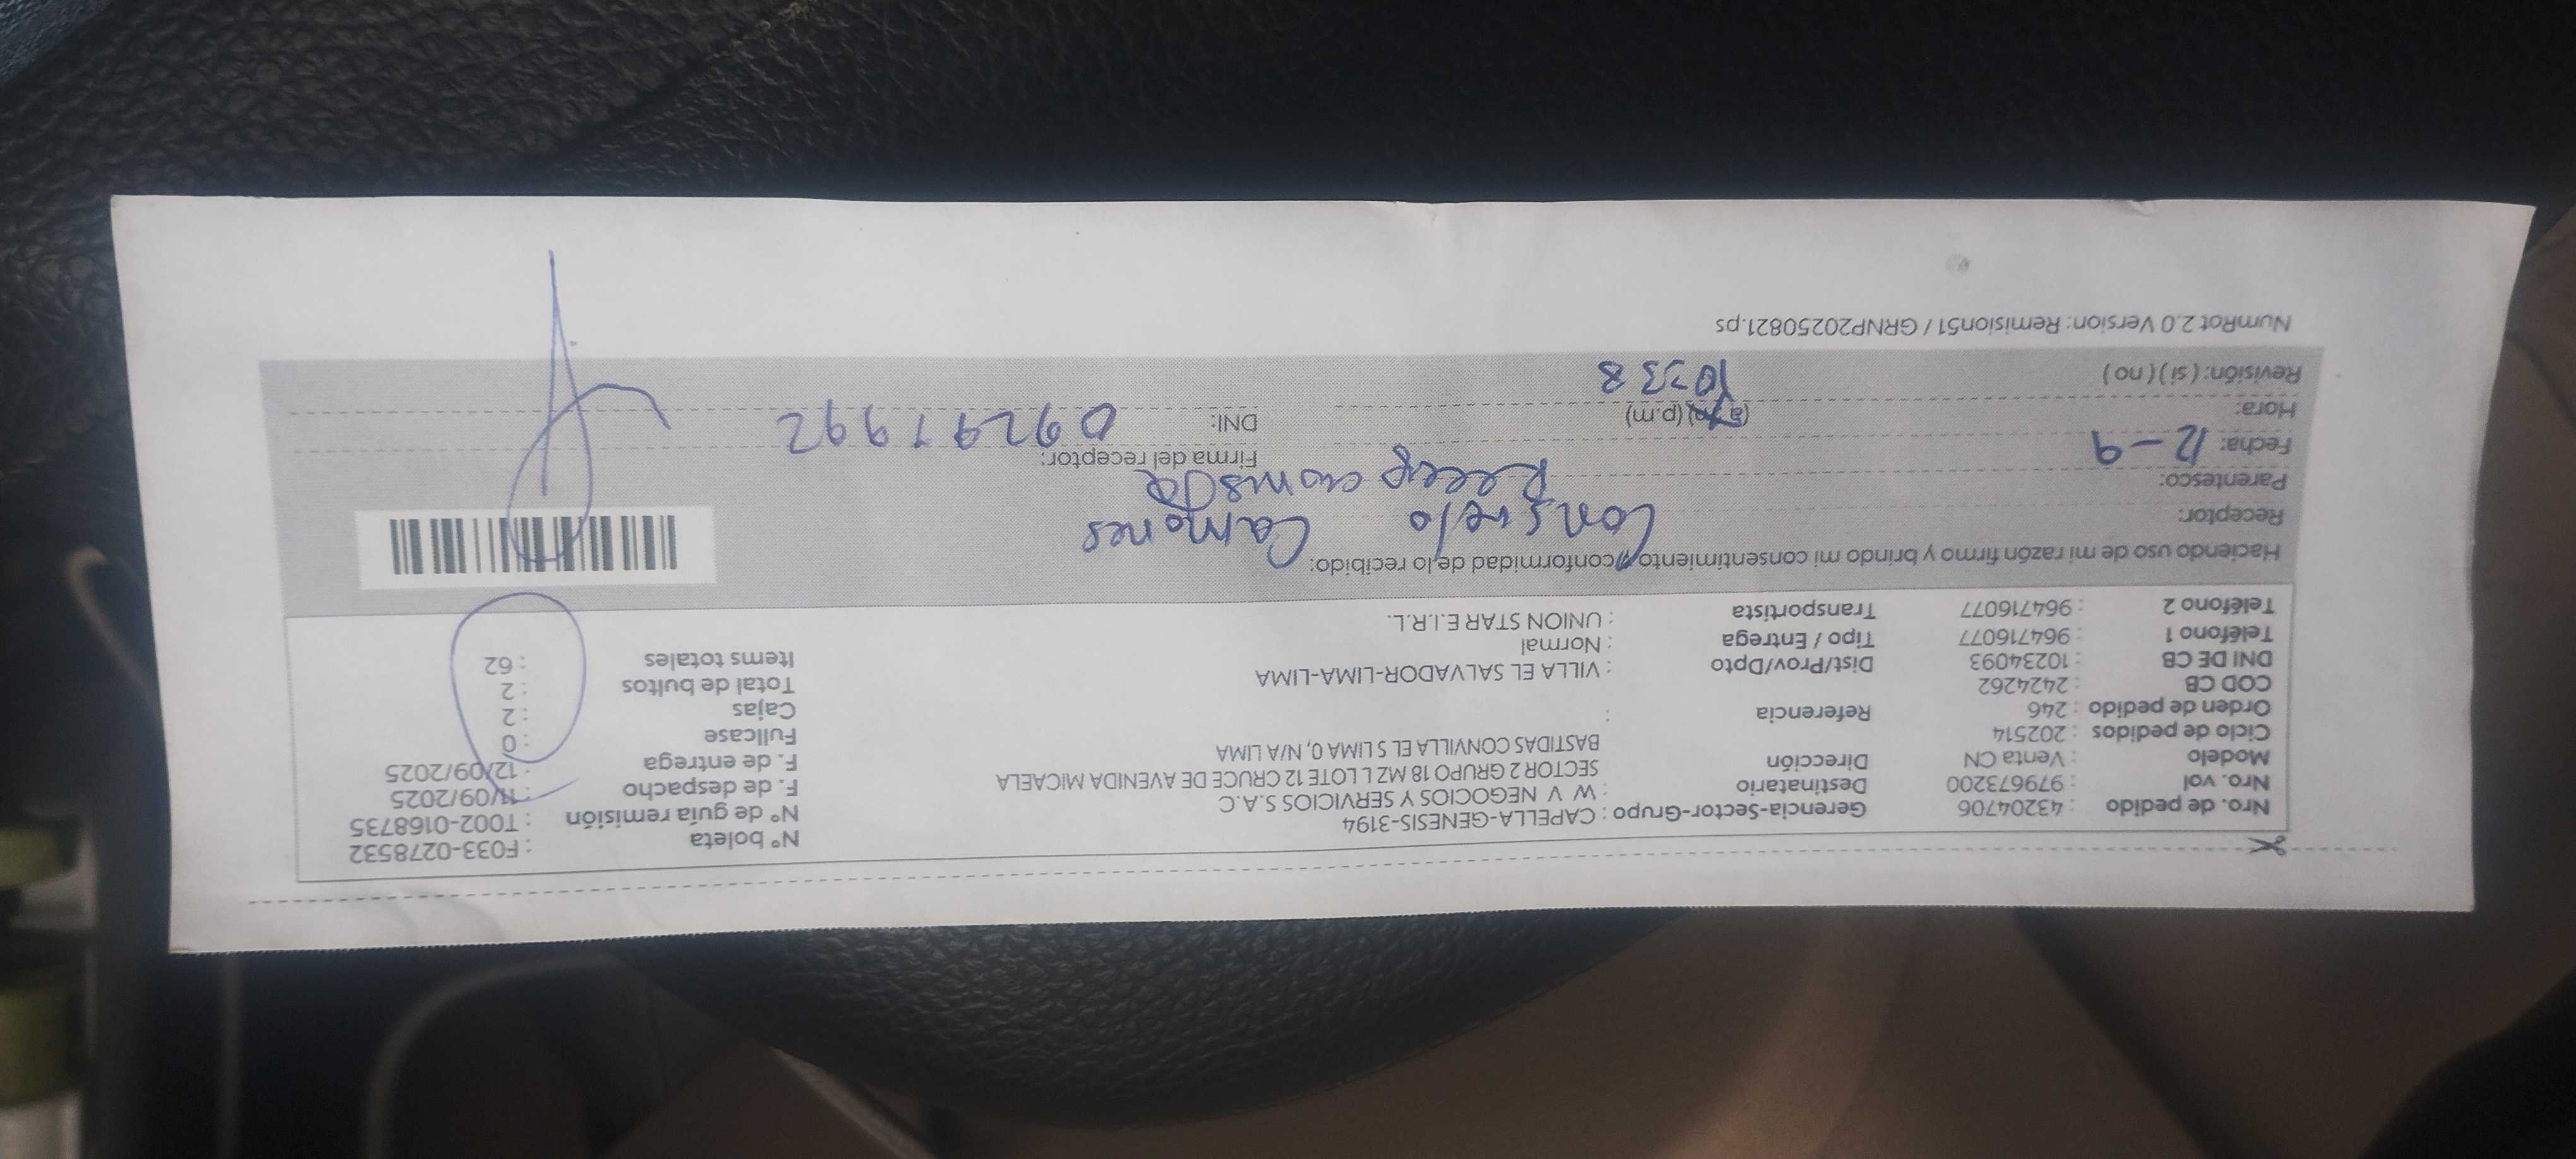 Nro. de pedido : 43204706 Gerencia-Sector-Grupo : CAPELLA-GENESIS-3194 N° boleta : F033-0278532
Nro. vol : 979673200 Destinatario : W. V. NEGOCIOS Y SERVICIOS S.A.C N° de guía remisión : T002-0168735
Modelo : Venta CN Dirección SECTOR 2 GRUPO 18 MZ L LOTE 12 CRUCE DE AVENIDA MICAELA F. de despacho : 11/09/2025
Ciclo de pedidos : 202514 BASTIDAS CONVILLA EL S LIMA 0, N/A LIMA F. de entrega : 12/09/2025
Orden de pedido : 246 Referencia : Fullcase : 0
COD CB : 2424262 Cajas : 2
DNI DE CB : 10234093 Dist/Prov/Dpto : VILLA EL SALVADOR-LIMA-LIMA Total de bultos : 2
Teléfono 1 : 964716077 Tipo / Entrega : Normal Items totales : 62
Teléfono 2 : 964716077 Transportista : UNION STAR E.I.R.L.
Haciendo uso de mi razón firmo y brindo mi consentimiento y conformidad de lo recibido:
Receptor: Consuelo Camones
Parentesco: Recepcionista
Fecha: 12-9 Firma del receptor:
Hora: (a.m) (p.m) DNI: 09297992
Revisión: ( si ) ( no ) 10:38
NumRot 2.0 Version: Remision51 / GRNP20250821.ps